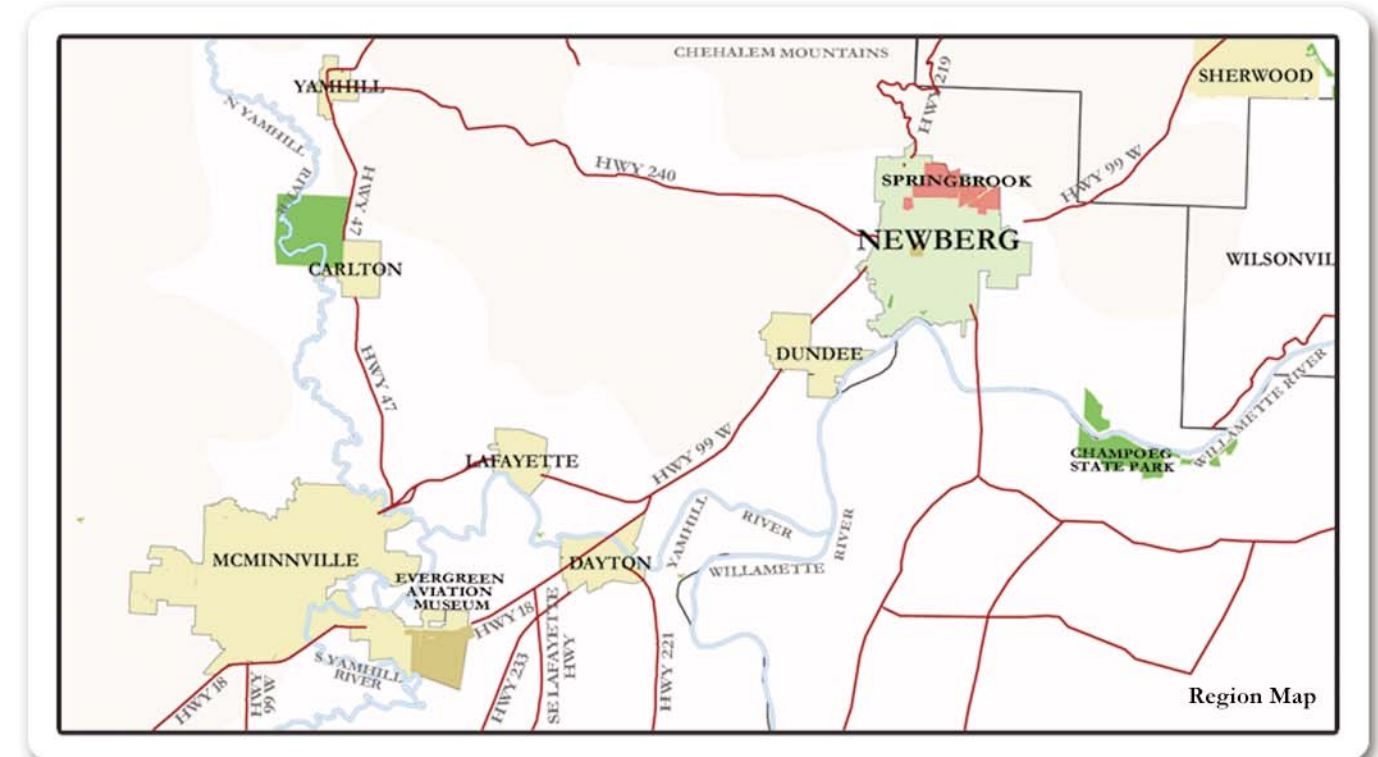 CHEHALEM MOUNTAINS
SHERWOOD
YAMHILL
HWY 219
N YAMHILL
RIVER
HWY 47
HWY 240
SPRINGBROOK
HWY 99 W
NEWBERG
WILSONVIL
CARLTON
DUNDEE
HWY 47
WILLAMETTE RIVER
HWY 99 W
LAFAYETTE
CHAMPOEG
STATE PARK
YAMHILL
RIVER
RIVER
MCMINNVILLE
DAYTON
WILLAMETTE
EVERGREEN
AVIATION
MUSEUM
HWY 18
SE LAFAYETTE
HWY
HWY 233
HWY 221
S YAMHILL
RIVER
HWY 18
HWY
99 W
Region Map